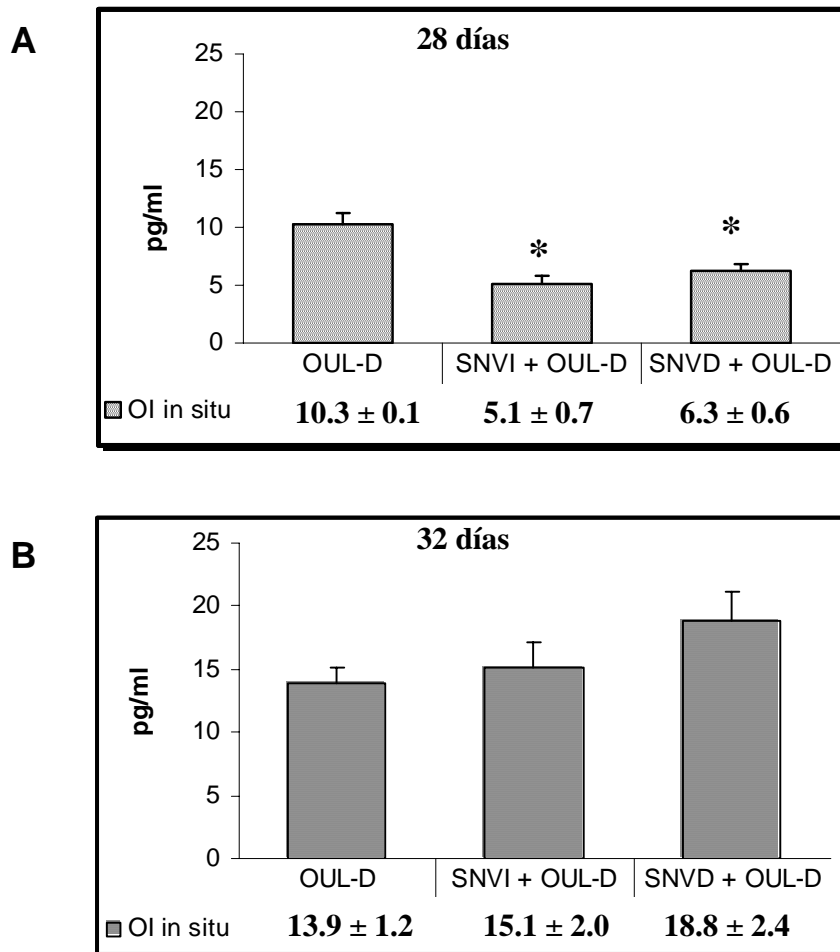 A
28 días
25
20
15
10
5
0
pg/ml
*
*
OUL-D
SNVI + OUL-D
SNVD + OUL-D
OI in situ
10.3 ± 0.1
5.1 ± 0.7
6.3 ± 0.6
B
32 días
25
20
15
10
5
0
pg/ml
OUL-D
SNVI + OUL-D
SNVD + OUL-D
OI in situ
13.9 ± 1.2
15.1 ± 2.0
18.8 ± 2.4